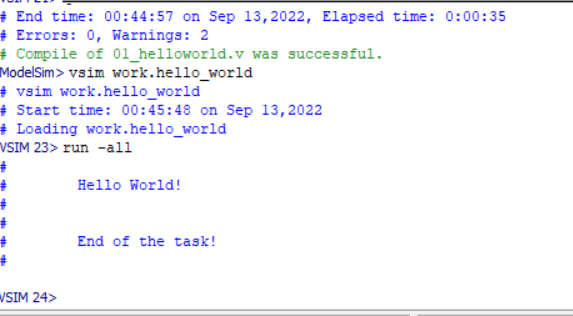 # End time: 00:44:57 on Sep 13,2022, Elapsed time: 0:00:35
# Errors: 0, Warnings: 2
# Compile of 01_helloworld.v was successful.
ModelSim> vsim work.hello_world
# vsim work.hello_world
# Start time: 00:45:48 on Sep 13,2022
# Loading work.hello_world
VSIM 23> run -all
#
# Hello World!
#
#
# End of the task!
#
VSIM 24>